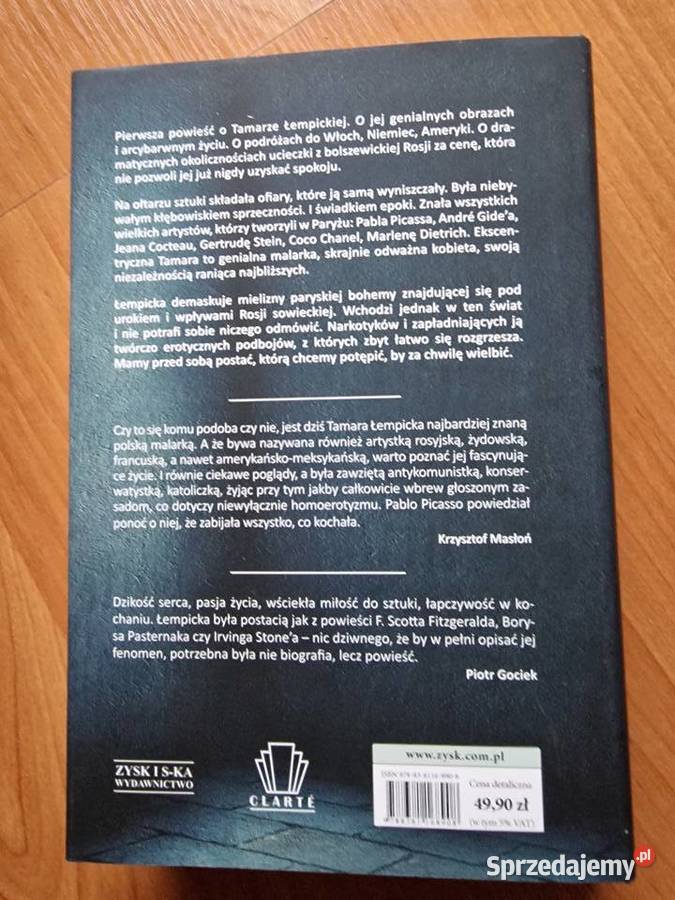 Pierwsza powieść o Tamarze Łempickiej. O jej genialnych obrazach
i arcybarwnym życiu. O podróżach do Włoch, Niemiec, Ameryki. O dra-
matycznych okolicznościach ucieczki z bolszewickiej Rosji za cenę, która
nie pozwoli jej już nigdy uzyskać spokoju.
Na ołtarzu sztuki składała ofiary, które ją samą wyniszczały. Była nieby-
wałym kłębowiskiem sprzeczności. I świadkiem epoki. Znała wszystkich
wielkich artystów, którzy tworzyli w Paryżu: Pabla Picassa, André Gide'a,
Jeana Cocteau, Gertrudę Stein, Coco Chanel, Marlenę Dietrich. Ekscen-
tryczna Tamara to genialna malarka, skrajnie odważna kobieta, swoją
niezależnością raniąca najbliższych.
Łempicka demaskuje mielizny paryskiej bohemy znajdującej się pod
urokiem i wpływami Rosji sowieckiej. Wchodzi jednak w ten świat
i nie potrafi sobie niczego odmówić. Narkotyków i zapładniających ją
twórczo erotycznych podbojów, z których zbyt łatwo się rozgrzesza.
Mamy przed sobą postać, którą chcemy potępić, by za chwilę wielbić.
Czy to się komu podoba czy nie, jest dziś Tamara Łempicka najbardziej znaną
polską malarką. A że bywa nazywana również artystką rosyjską, żydowską,
francuską, a nawet amerykańsko-meksykańską, warto poznać jej fascynują-
ce życie. I równie ciekawe poglądy, a była zawziętą antykomunistką, konser-
watystką, katoliczką, żyjąc przy tym jakby całkowicie wbrew głoszonym za-
sadom, co dotyczy niewyłącznie homoerotyzmu. Pablo Picasso powiedział
ponoć o niej, że zabijała wszystko, co kochała.
Krzysztof Masłoń
Dzikość serca, pasja życia, wściekła miłość do sztuki, łapczywość w ko-
chaniu. Łempicka była postacią jak z powieści F. Scotta Fitzgeralda, Bory-
sa Pasternaka czy Irvinga Stone'a – nic dziwnego, że by w pełni opisać jej
fenomen, potrzebna była nie biografia, lecz powieść.
Piotr Gociek
ZYSK I S-KA
WYDAWNICTWO
CLARTÉ
www.zysk.com.pl
ISBN
Cena detaliczna
49,90 zł
(w tym 5% VAT)
Sprzedajemy.pl